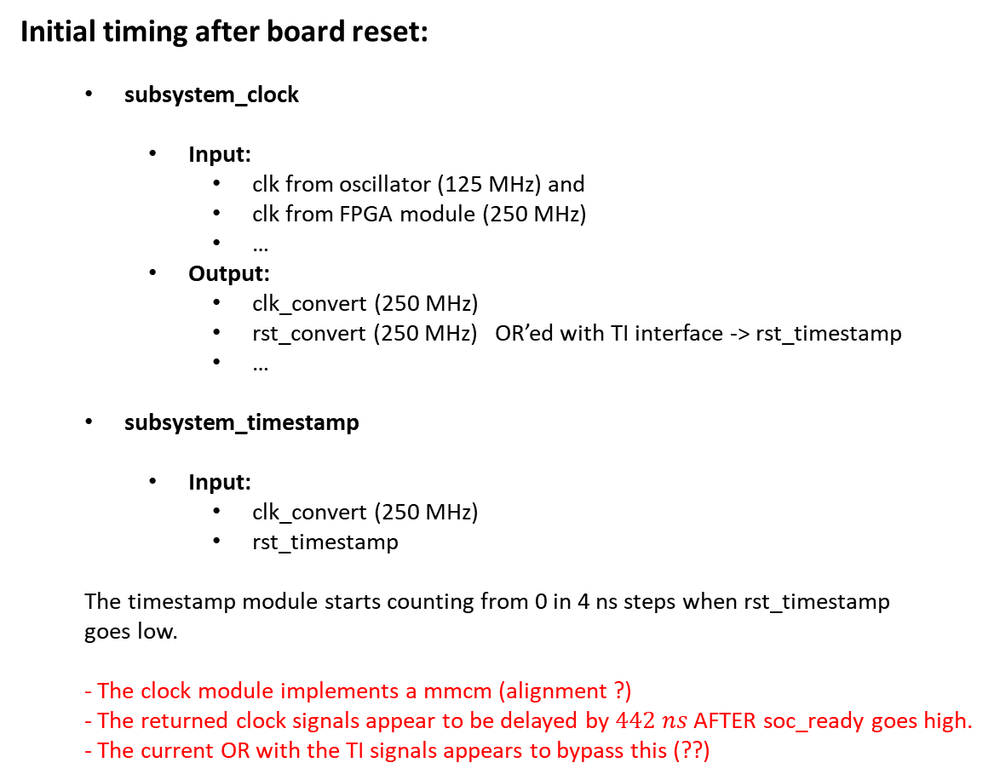 Initial timing after board reset:
• subsystem_clock
• Input:
• clk from oscillator (125 MHz) and
• clk from FPGA module (250 MHz)
• ...
• Output:
• clk_convert (250 MHz)
• rst_convert (250 MHz) OR’ed with TI interface -> rst_timestamp
• ...
• subsystem_timestamp
• Input:
• clk_convert (250 MHz)
• rst_timestamp
The timestamp module starts counting from 0 in 4 ns steps when rst_timestamp
goes low.
- The clock module implements a mmcm (alignment ?)
- The returned clock signals appear to be delayed by 442 ns AFTER soc_ready goes high.
- The current OR with the TI signals appears to bypass this (??)